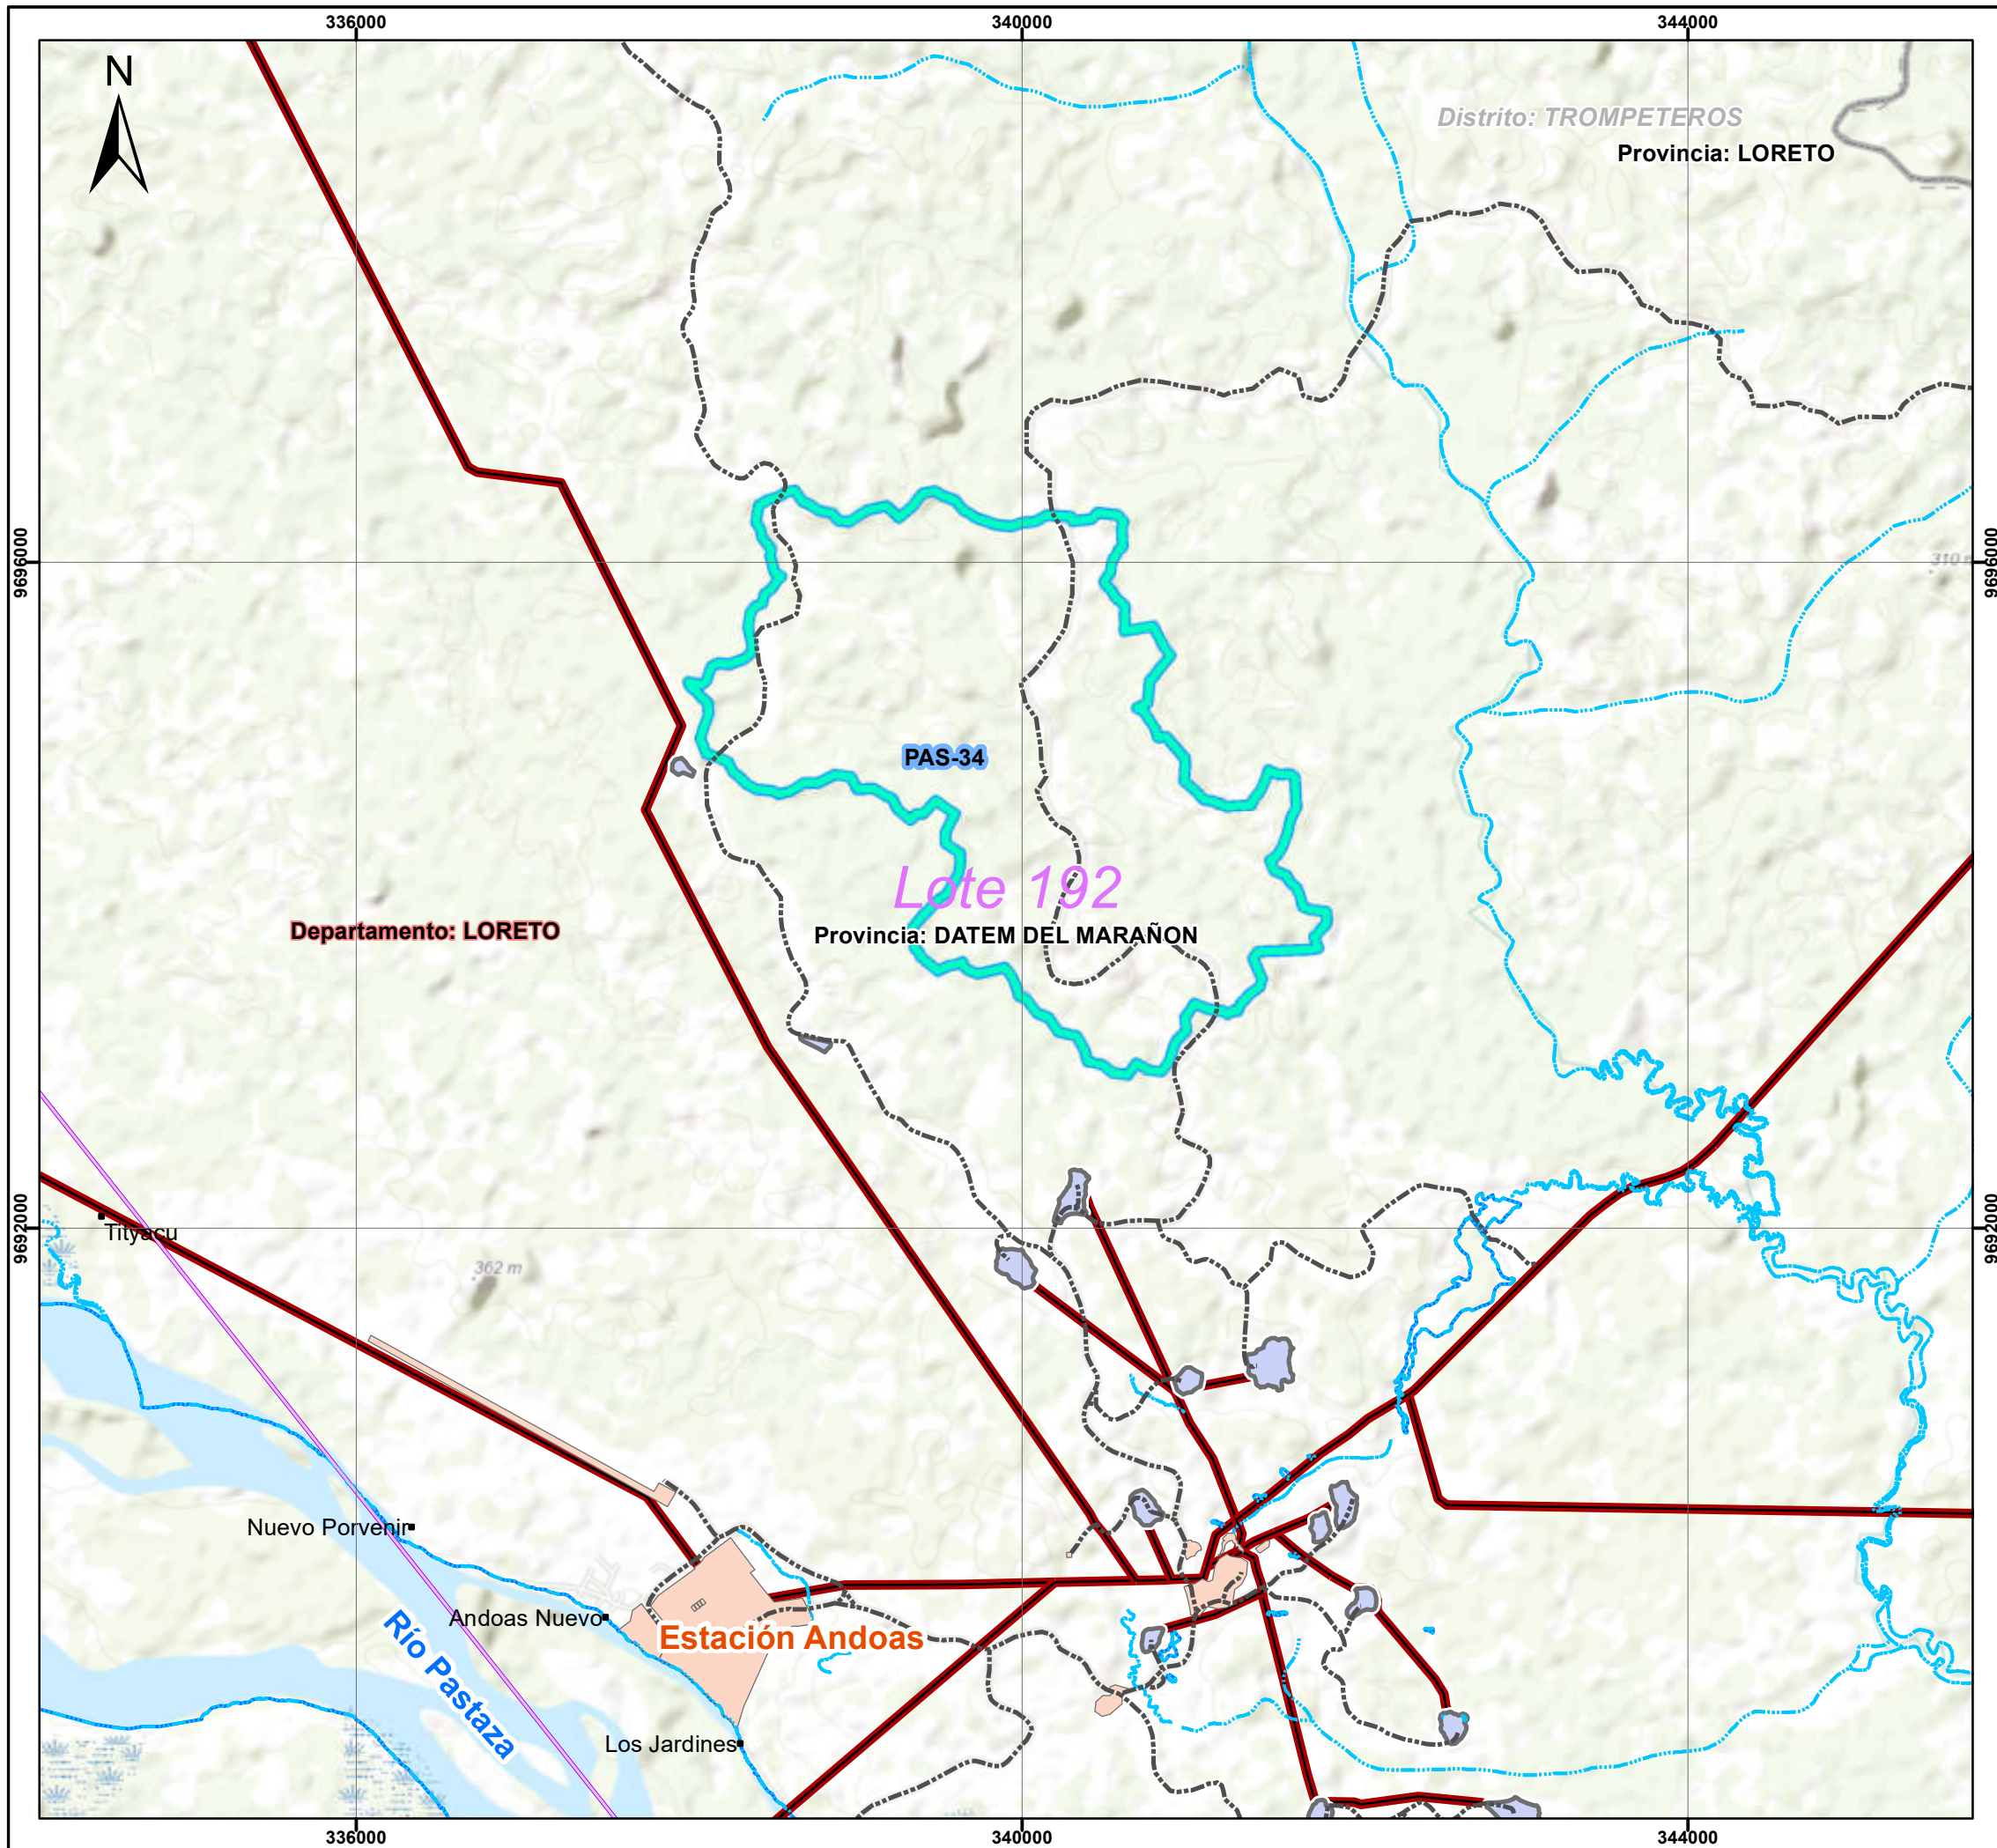 336000
340000
344000
N
Distrito: TROMPETEROS
Provincia: LORETO
9696000
310
9696000
PAS-34
Lote 192
Departamento: LORETO
Provincia: DATEM DEL MARAÑON
9692000
Tityacu
9692000
362 m
Nuevo Porvenir
Andoas Nuevo
Estación Andoas
Río Pastaza
Los Jardines
336000
340000
344000